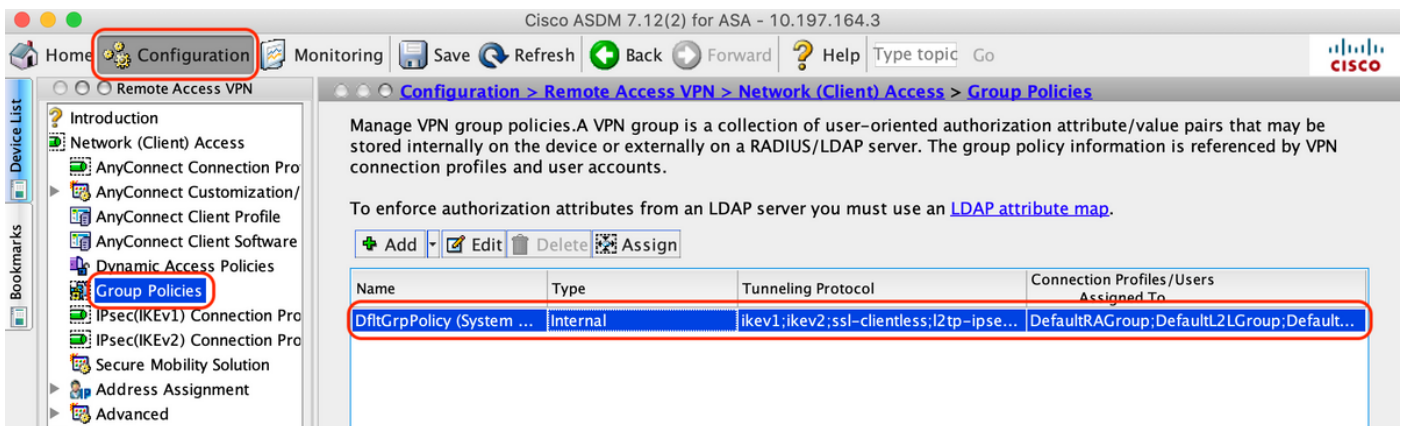 Cisco ASDM 7.12(2) for ASA - 10.197.164.3
Home Configuration Monitoring Save Refresh Back Forward Help Type topic Go
CISCO
Device List
Bookmarks
Remote Access VPN
Introduction
Network (Client) Access
AnyConnect Connection Pro
AnyConnect Customization/
AnyConnect Client Profile
AnyConnect Client Software
Dynamic Access Policies
Group Policies
IPsec(IKEv1) Connection Pro
IPsec(IKEv2) Connection Pro
Secure Mobility Solution
Address Assignment
Advanced
Configuration > Remote Access VPN > Network (Client) Access > Group Policies
Manage VPN group policies.A VPN group is a collection of user-oriented authorization attribute/value pairs that may be
stored internally on the device or externally on a RADIUS/LDAP server. The group policy information is referenced by VPN
connection profiles and user accounts.
To enforce authorization attributes from an LDAP server you must use an LDAP attribute map.
Add Edit Delete Assign
Name Type Tunneling Protocol Connection Profiles/Users
Assigned To
DfltGrpPolicy (System ... Internal ikev1;ikev2;ssl-clientless;l2tp-ipse... DefaultRAGroup;DefaultL2LGroup;Default...